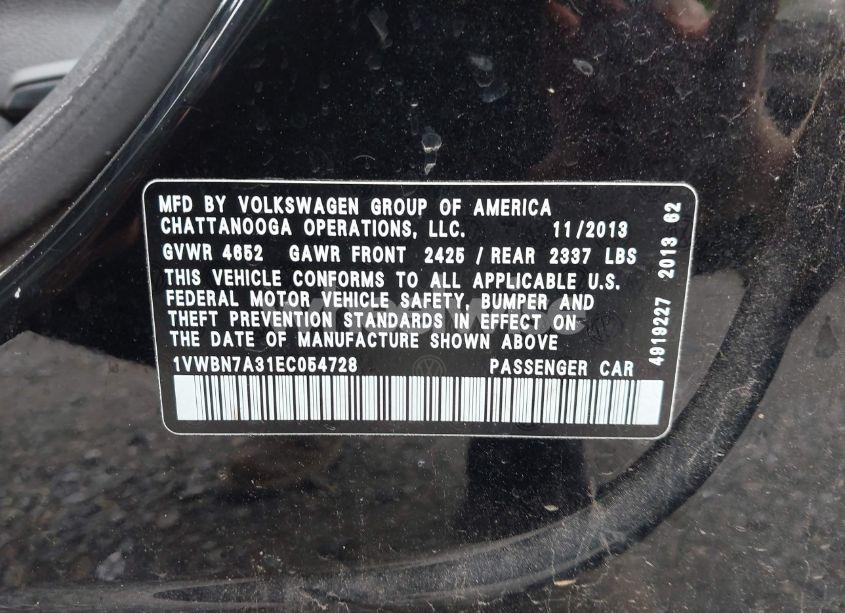 MFD BY VOLKSWAGEN GROUP OF AMERICA
CHATTANOOGA OPERATIONS, LLC. 11/2013
GVWR 4652 GAWR FRONT 2425 / REAR 2337 LBS
THIS VEHICLE CONFORMS TO ALL APPLICABLE U.S.
FEDERAL MOTOR VEHICLE SAFETY, BUMPER AND
THEFT PREVENTION STANDARDS IN EFFECT ON
THE DATE OF MANUFACTURE SHOWN ABOVE
1VWBN7A31EC054728 PASSENGER CAR
4919227 2013 62